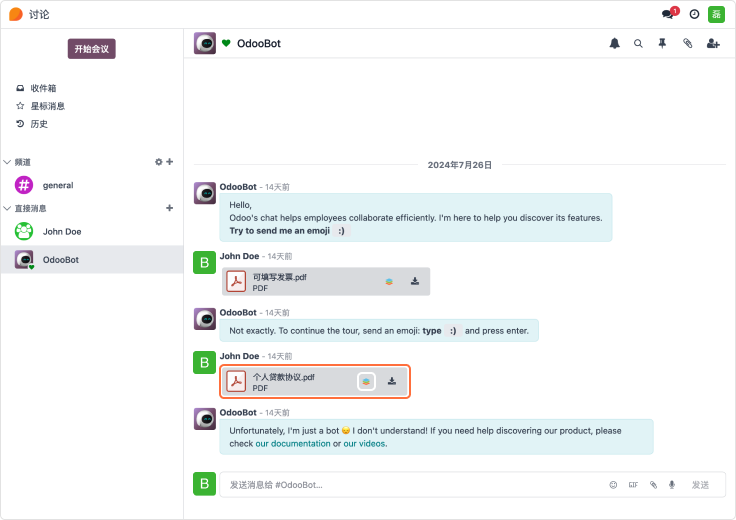 讨论
1
磊
开始会议
OdooBot
收件箱
星标消息
历史
频道
general
直接消息
John Doe
OdooBot
2024年7月26日
OdooBot - 14天前
Hello,
Odoo's chat helps employees collaborate efficiently. I'm here to help you discover its features.
Try to send me an emoji :)
B
John Doe - 14天前
可填写发票.pdf
PDF
OdooBot - 14天前
Not exactly. To continue the tour, send an emoji: type :) and press enter.
B
John Doe - 14天前
个人贷款协议.pdf
PDF
OdooBot - 14天前
Unfortunately, I'm just a bot 😞 I don't understand! If you need help discovering our product, please
check our documentation or our videos.
B
发送消息给 #OdooBot...
GIF
发送